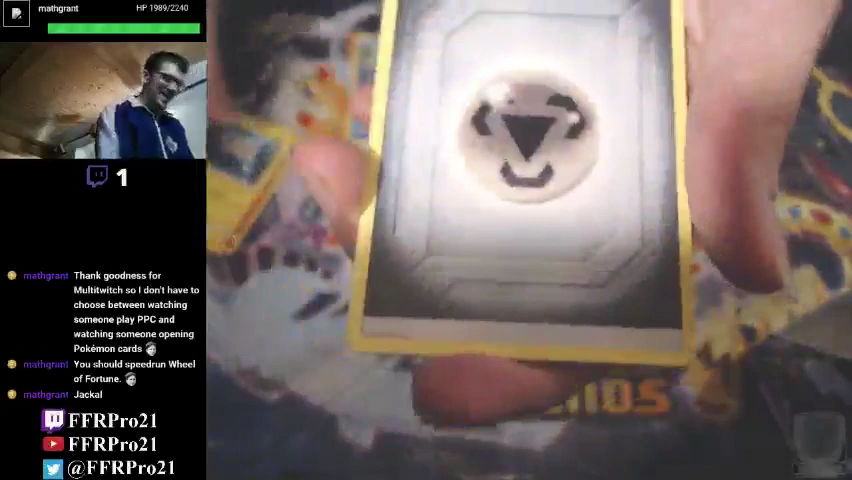 mathgrant HP 1989/2240
1
mathgrant Thank goodness for
Multitwitch so I don't have to
choose between watching
someone play PPC and
watching someone opening
Pokémon cards
mathgrant You should speedrun Wheel
of Fortune.
mathgrant Jackal
FFRPro21
FFRPro21
@FFRPro21